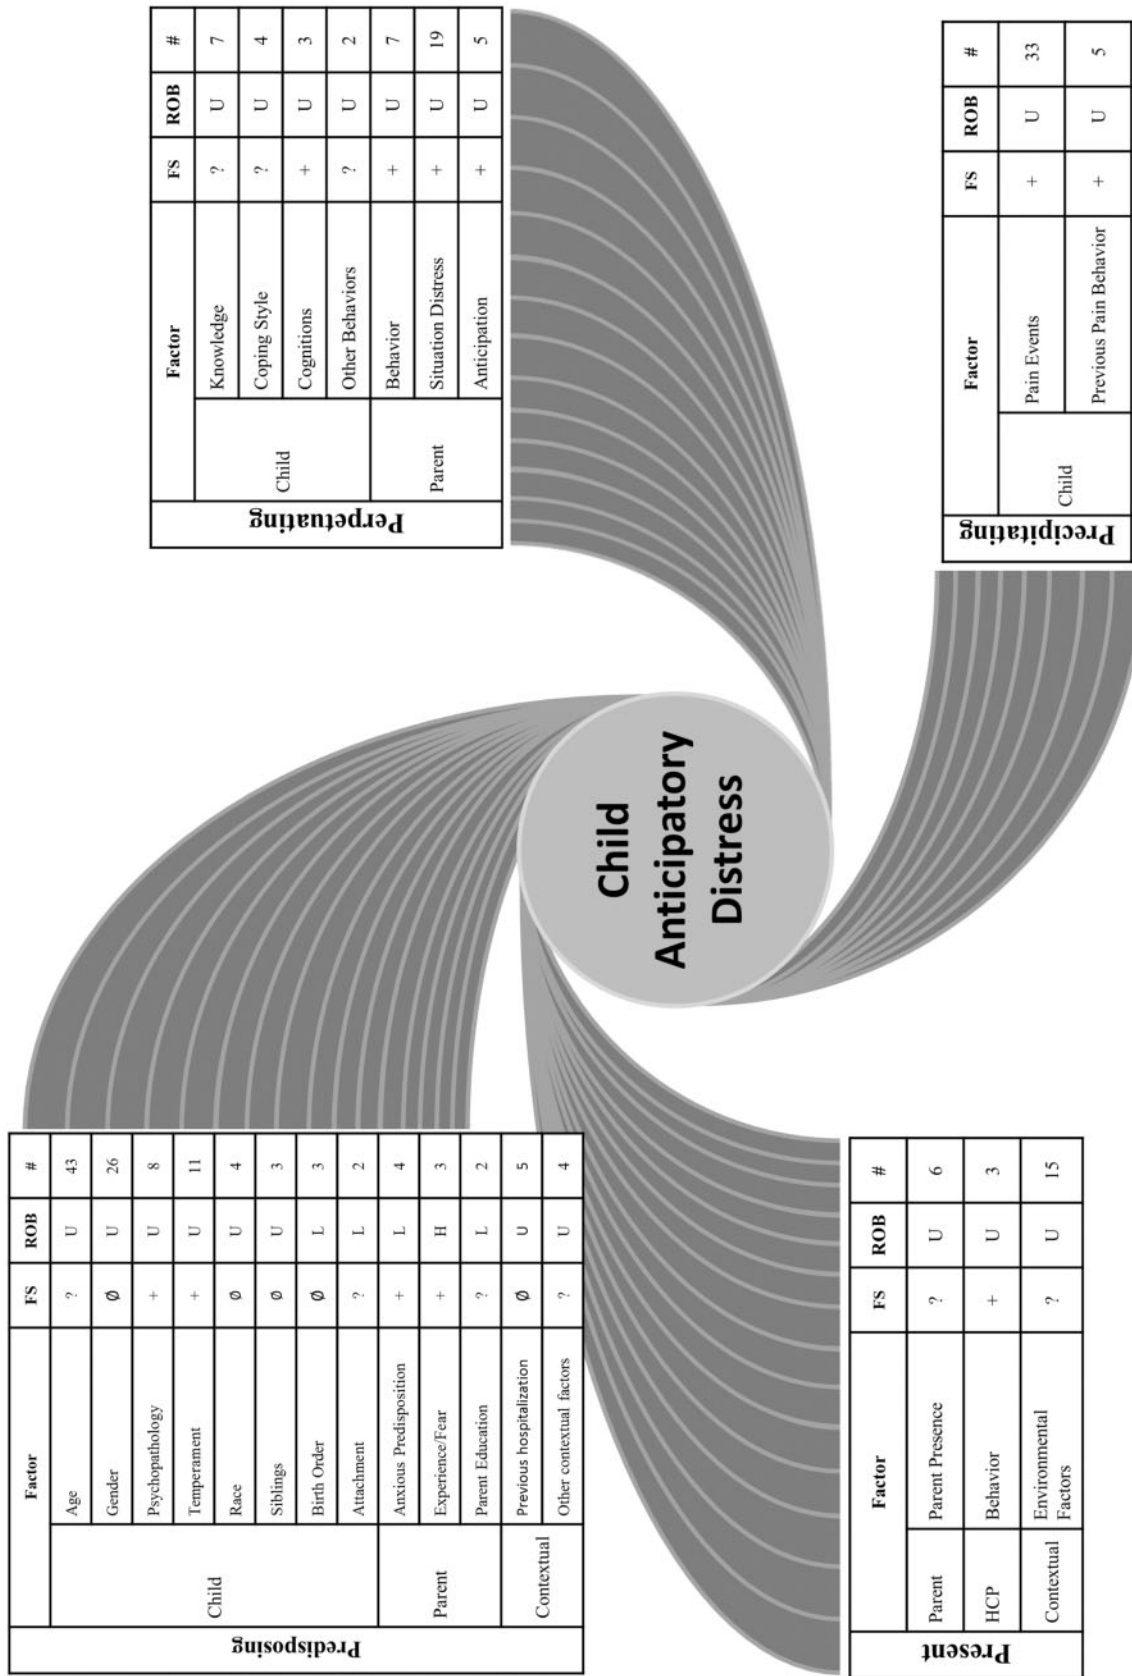 Predisposing
Factor FS ROB #
Child
Age ? U 43
Gender Ø U 26
Psychopathology + U 8
Temperament + U 11
Race Ø U 4
Siblings Ø U 3
Birth Order Ø L 3
Attachment ? L 2
Parent
Anxious Predisposition + L 4
Experience/Fear + H 3
Parent Education ? L 2
Contextual
Previous hospitalization Ø U 5
Other contextual factors ? U 4
Perpetuating
Factor FS ROB #
Child
Knowledge ? U 7
Coping Style ? U 4
Cognitions + U 3
Other Behaviors ? U 2
Parent
Behavior + U 7
Situation Distress + U 19
Anticipation + U 5
Child
Anticipatory
Distress
Present
Factor FS ROB #
Parent Parent Presence ? U 6
HCP Behavior + U 3
Contextual Environmental ? U 15
Factors
Precipitating
Factor FS ROB #
Child
Pain Events + U 33
Previous Pain Behavior + U 5